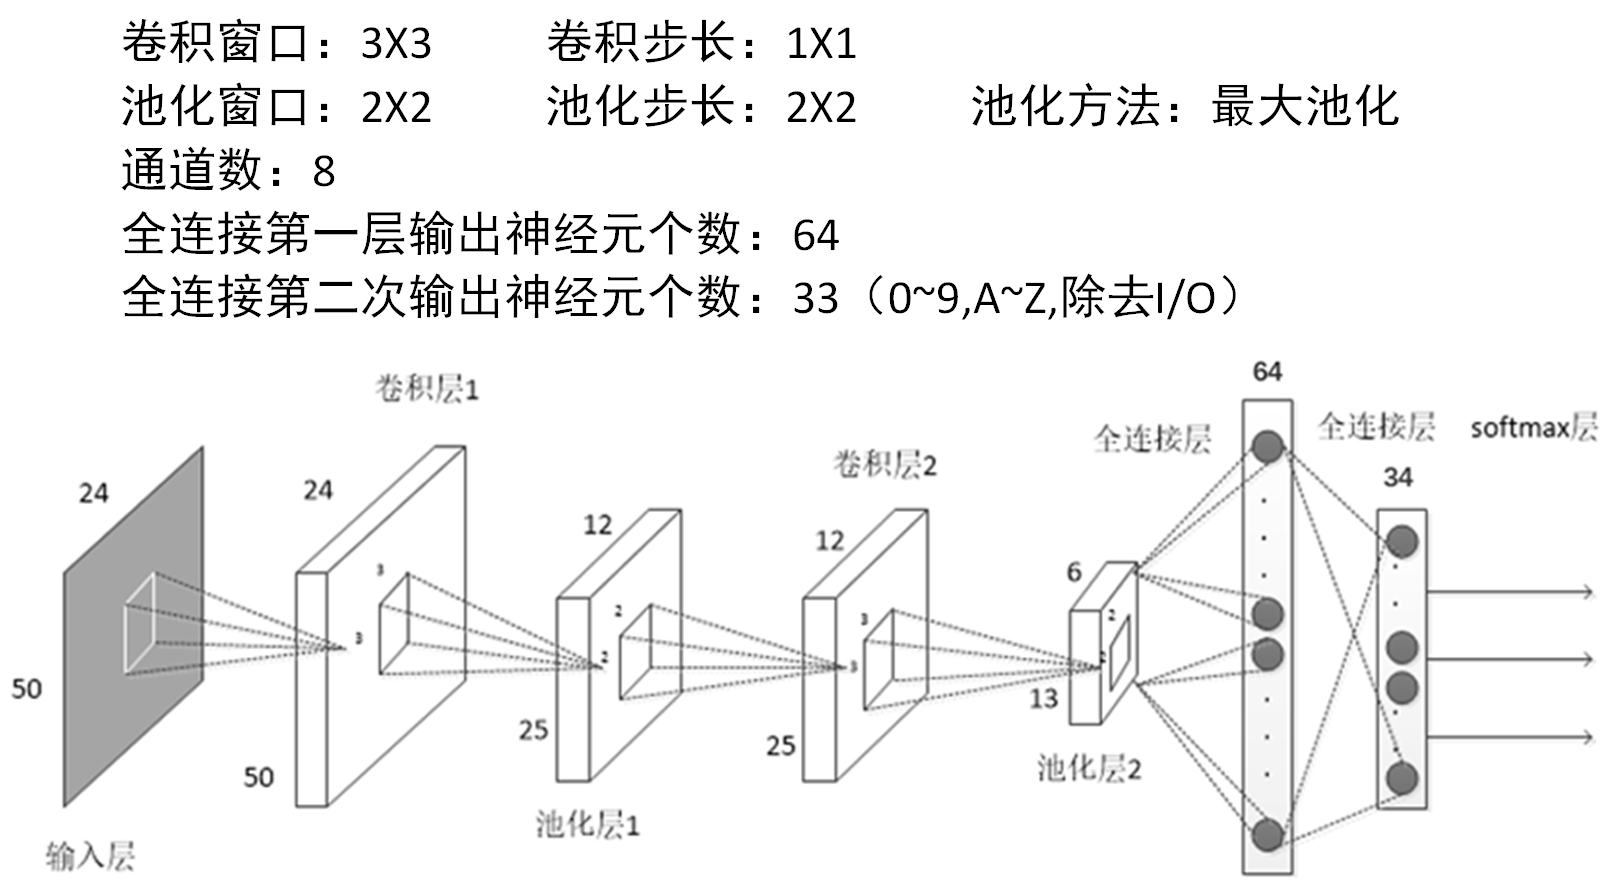 卷积窗口：3X3 卷积步长：1X1
池化窗口：2X2 池化步长：2X2 池化方法：最大池化
通道数：8
全连接第一层输出神经元个数：64
全连接第二次输出神经元个数：33（0~9,A~Z,除去I/O）
64
卷积层1
全连接层
全连接层
softmax层
卷积层2
34
24
24
12
12
6
3
3
2
2
3
3
2
2
50
50
25
25
13
池化层2
池化层1
输入层